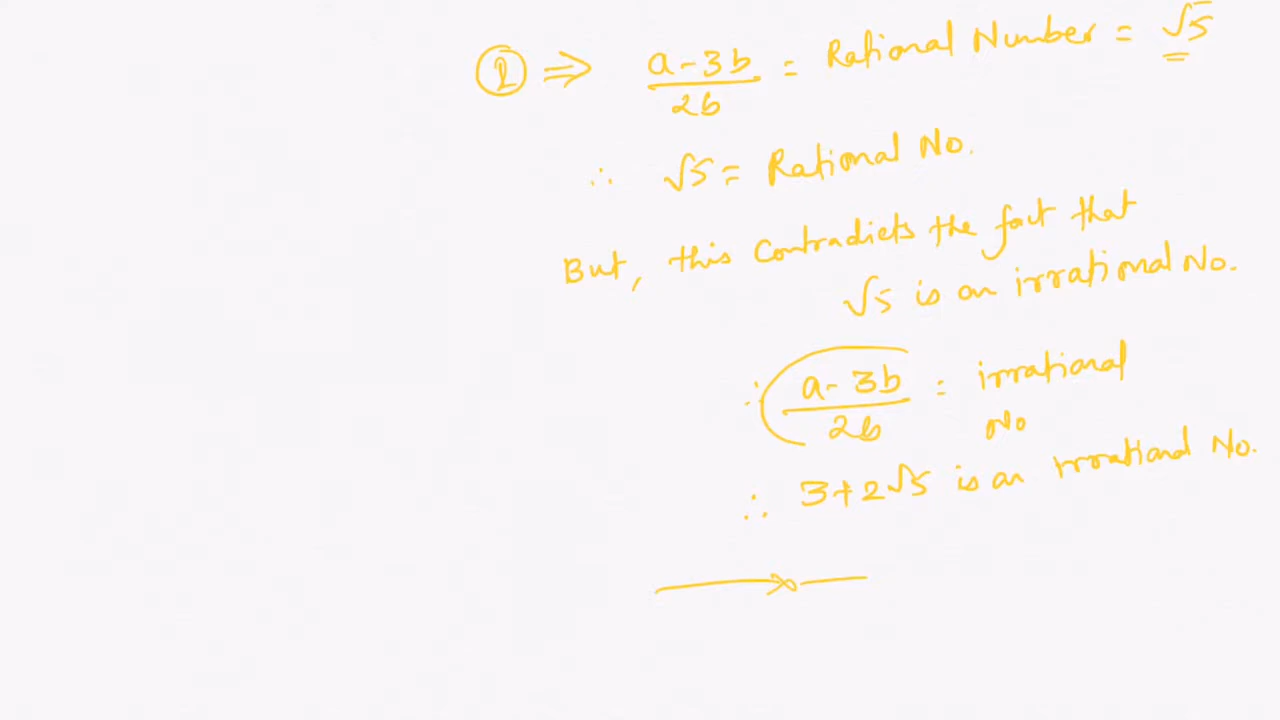 ① ⇒ a-3b/2b = Rational Number = √5
∴ √5 = Rational No.
But, this Contradicts the fact that
√5 is an irrational No.
∴ a-3b/2b = irrational
No
∴ 3+2√5 is an irrational No.